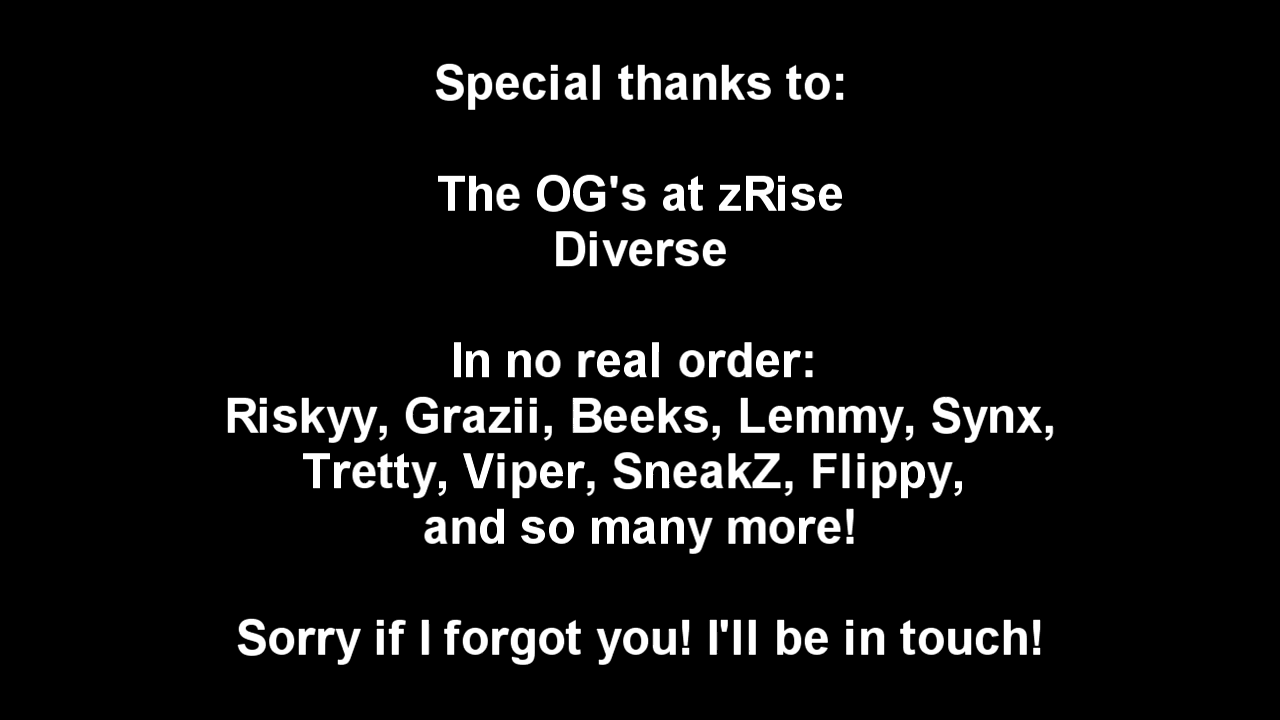 Special thanks to:
The OG's at zRise
Diverse
In no real order:
Riskyy, Grazii, Beeks, Lemmy, Synx,
Tretty, Viper, SneakZ, Flippy,
and so many more!
Sorry if I forgot you! I'll be in touch!